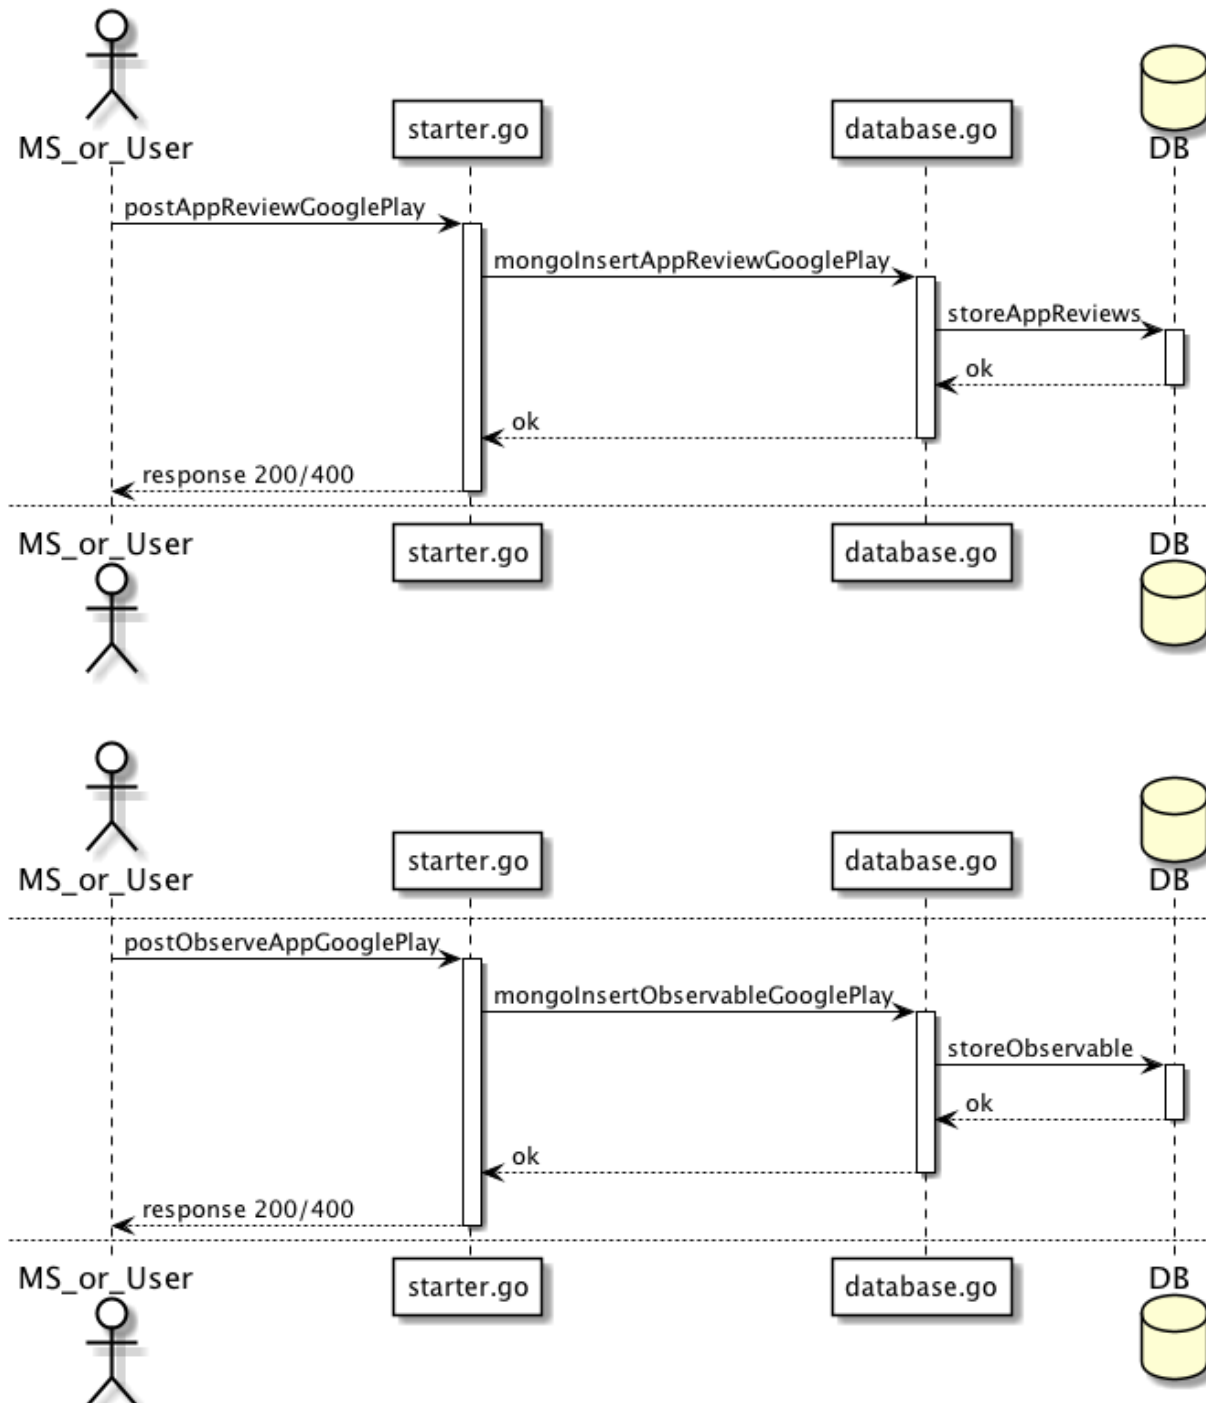 MS_or_User
starter.go
database.go
DB
postAppReviewGooglePlay
mongoInsertAppReviewGooglePlay
storeAppReviews
ok
ok
response 200/400
MS_or_User
starter.go
database.go
DB
MS_or_User
starter.go
database.go
DB
postObserveAppGooglePlay
mongoInsertObservableGooglePlay
storeObservable
ok
ok
response 200/400
MS_or_User
starter.go
database.go
DB